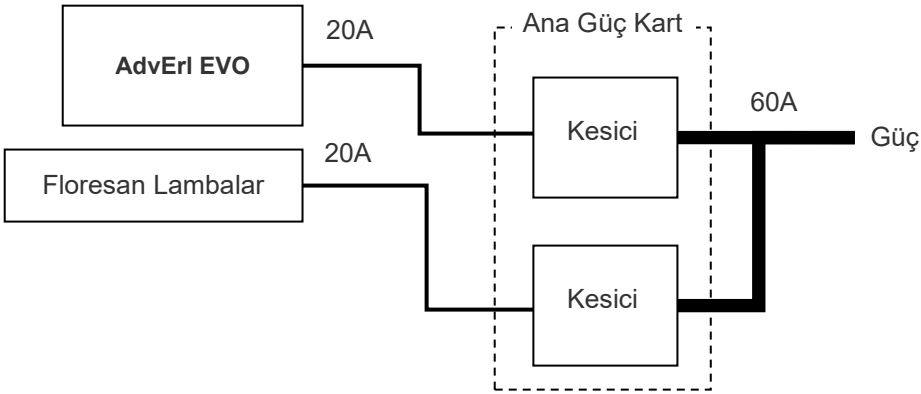 20A
Ana Güç Kart
AdvErl EVO
60A
Kesici
Güç
20A
Floresan Lambalar
Kesici